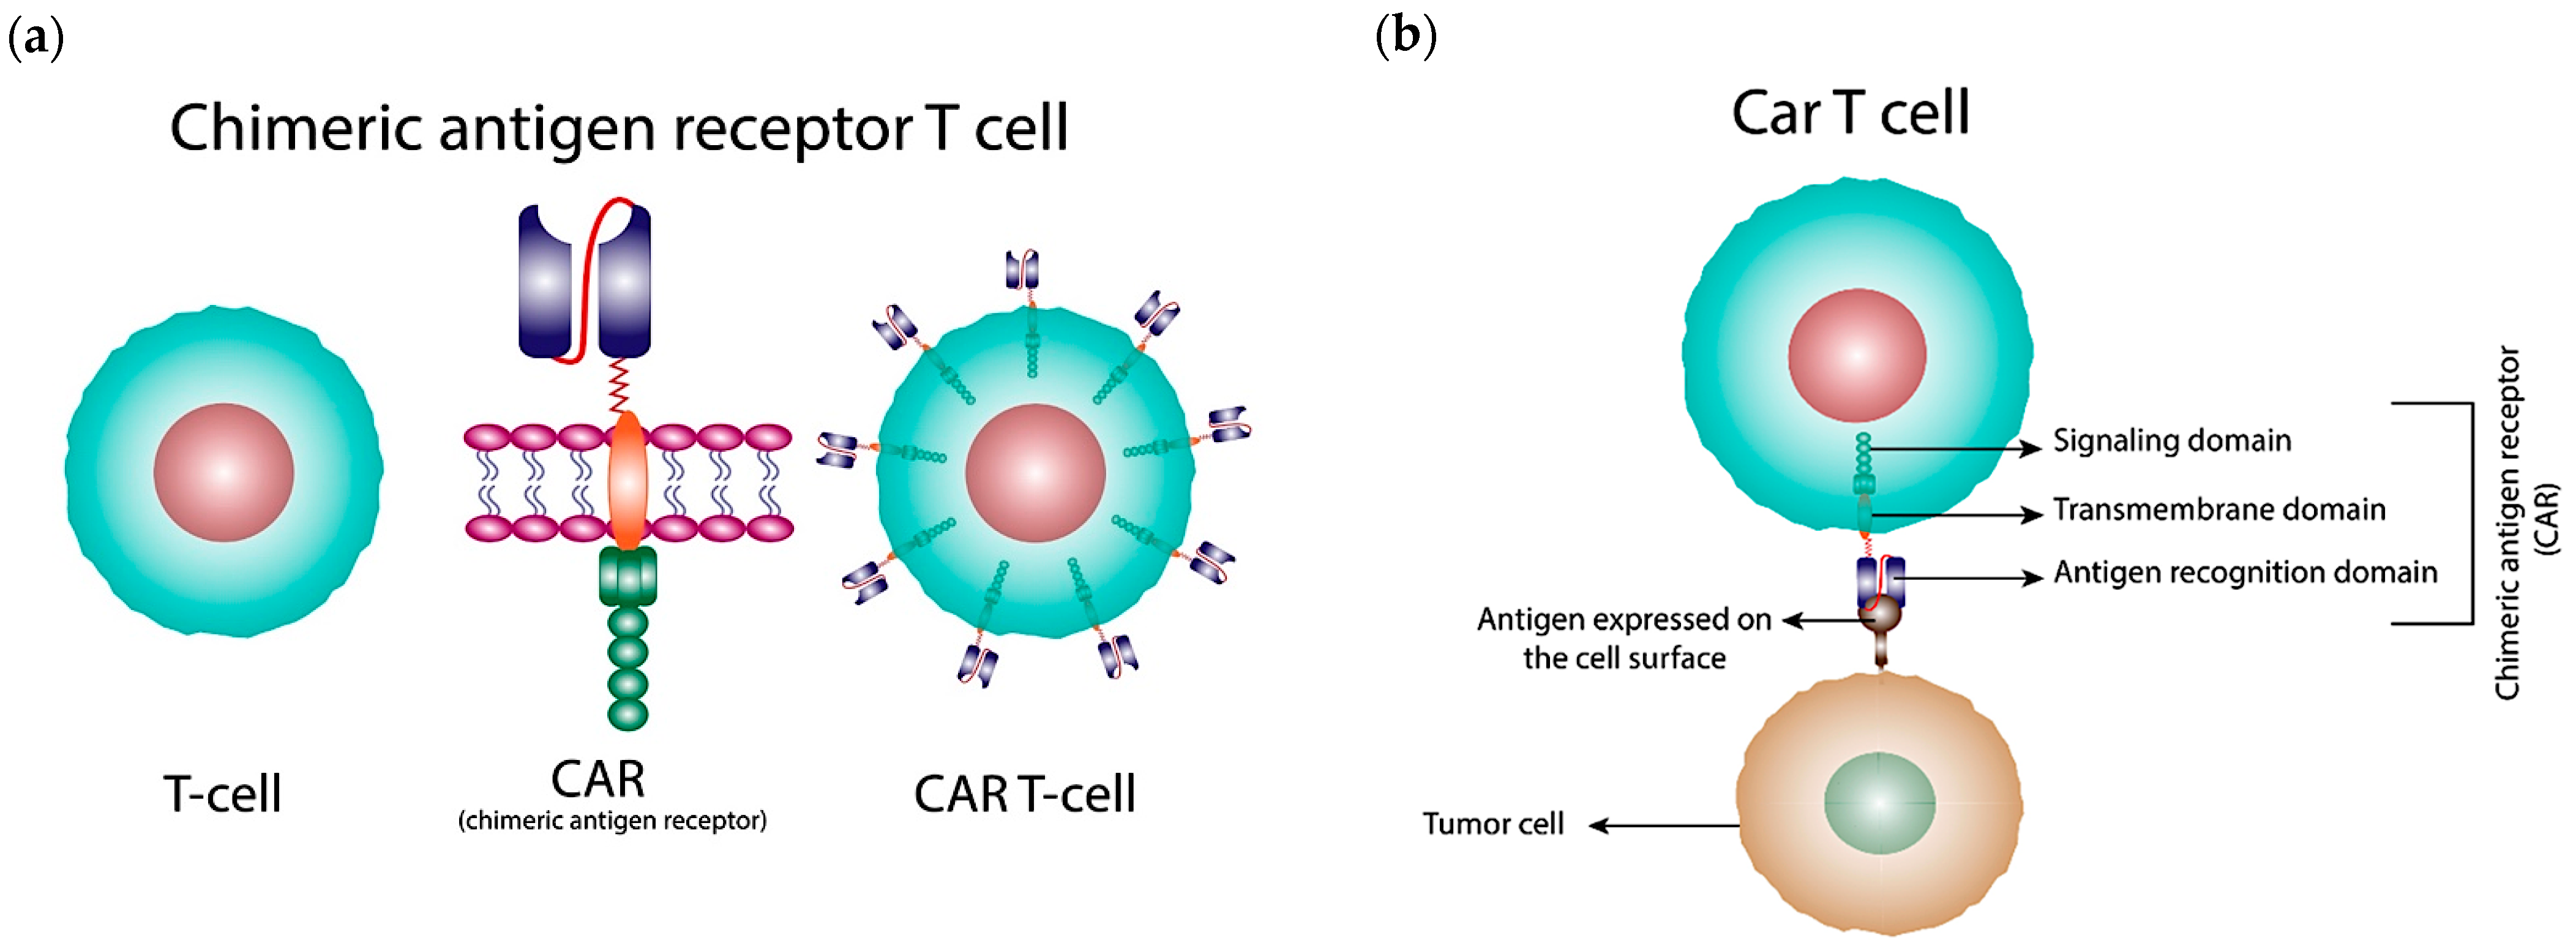 (a)
Chimeric antigen receptor T cell
T-cell
CAR
(chimeric antigen receptor)
CAR T-cell
(b)
Car T cell
Signaling domain
Transmembrane domain
Antigen recognition domain
Antigen expressed on
the cell surface
Tumor cell
Chimeric antigen receptor
(CAR)